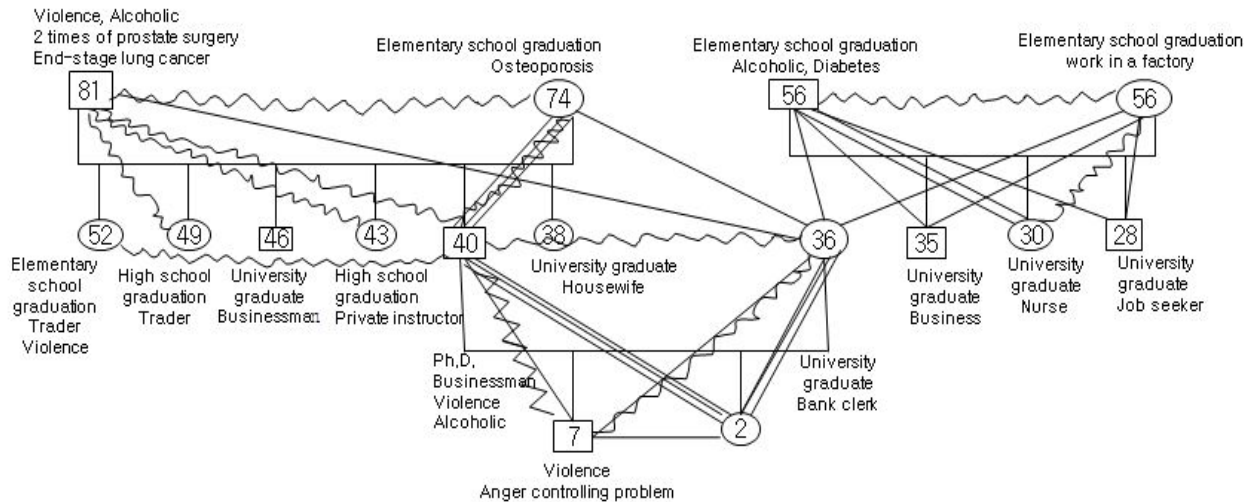 Violence, Alcoholic
2 times of prostate surgery
End-stage lung cancer
Elementary school graduation
Osteoporosis
Elementary school graduation
Alcoholic, Diabetes
Elementary school graduation
work in a factory
81
74
56
56
52
49
46
43
40
38
36
35
30
28
Elementary
school
graduation
Trader
Violence
High school
graduation
Trader
University
graduate
Businessman
High school
graduation
Private instructor
University graduate
Housewife
University
graduate
Business
University
graduate
Nurse
University
graduate
Job seeker
Ph,D,
Businessman
Violence
Alcoholic
University
graduate
Bank clerk
7
2
Violence
Anger controlling problem